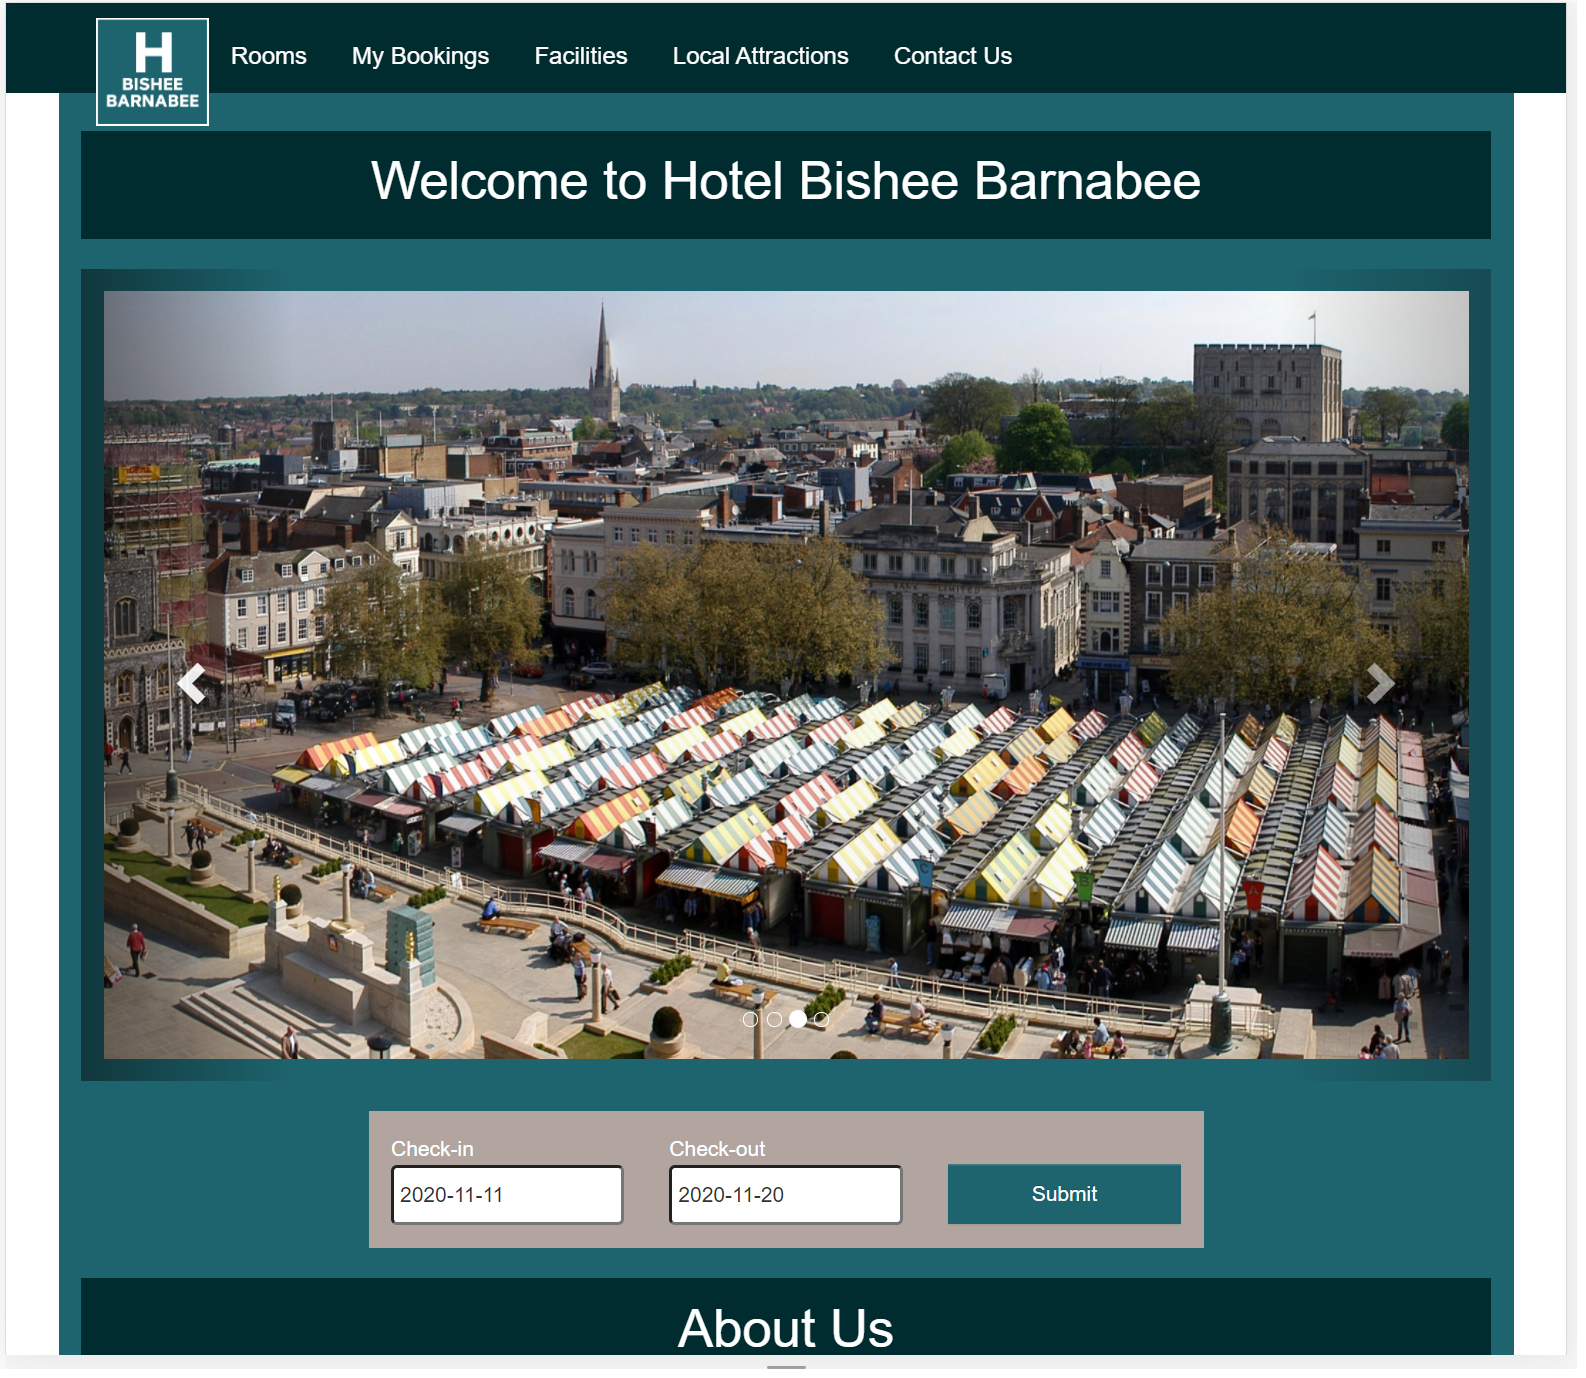 H
BISHEE
BARNABEE
Rooms
My Bookings
Facilities
Local Attractions
Contact Us
Welcome to Hotel Bishee Barnabee
LIMITED
C
B
A
Check-in
Check-out
2020-11-11
2020-11-20
Submit
About Us